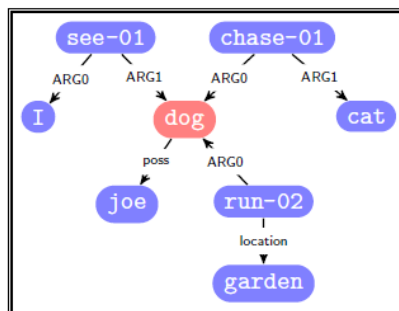 see-01 chase-01
ARG0 ARG1 ARG0 ARG1
I dog cat
poss ARG0
joe run-02
location
garden